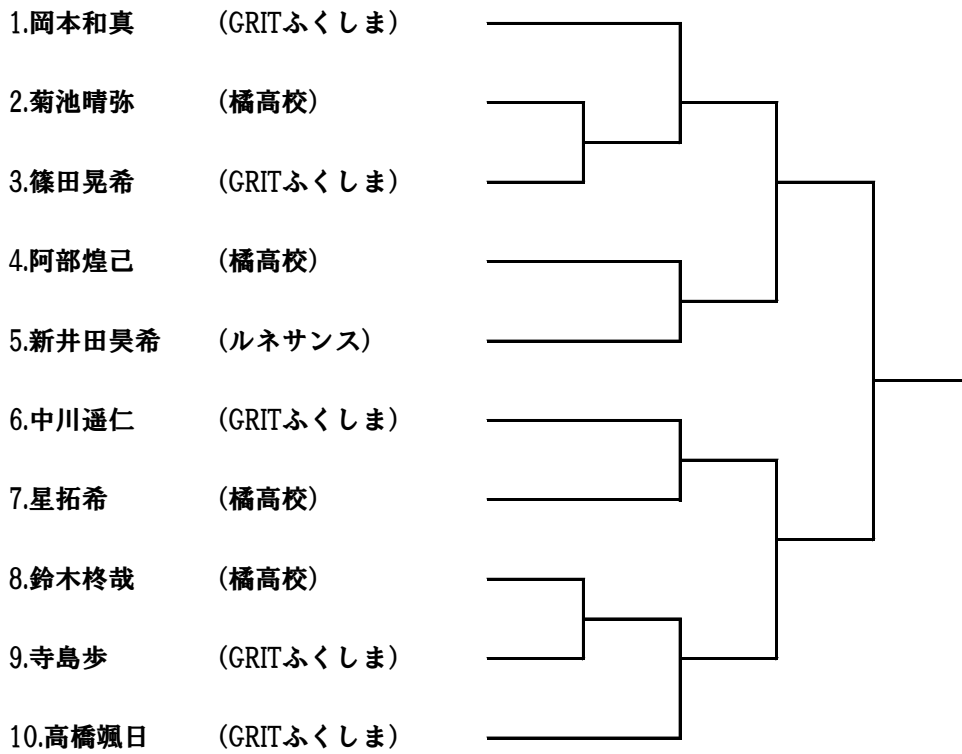 1.岡本和真 (GRITふくしま)
2.菊池晴弥 (橘高校)
3.篠田晃希 (GRITふくしま)
4.阿部煌己 (橘高校)
5.新井田昊希 (ルネサンス)
6.中川遥仁 (GRITふくしま)
7.星拓希 (橘高校)
8.鈴木柊哉 (橘高校)
9.寺島歩 (GRITふくしま)
10.高橋颯日 (GRITふくしま)